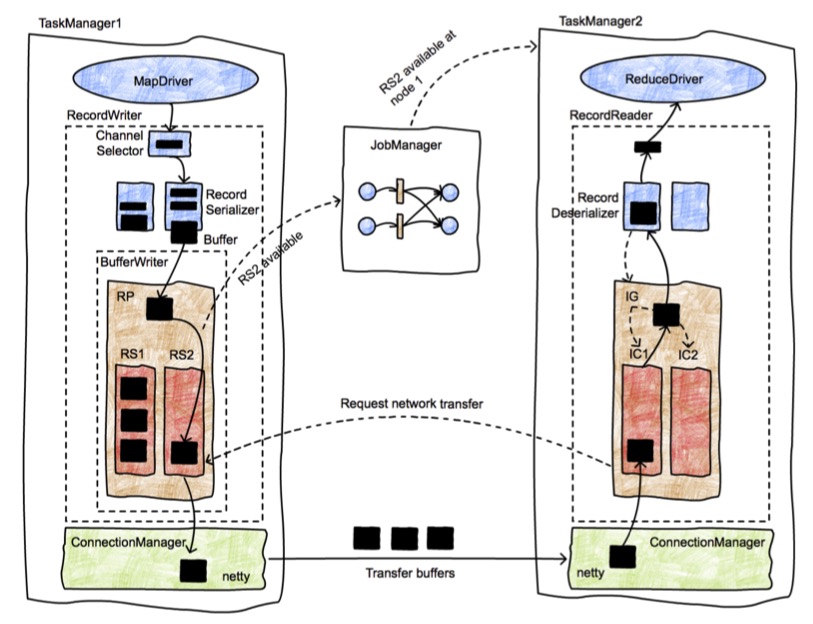 TaskManager1
TaskManager2
MapDriver
ReduceDriver
RecordWriter
RecordReader
Channel
Selector
RS2 available at
node 1
JobManager
Record
Serializer
Record
Deserializer
Buffer
BufferWriter
RS2 available
RP
RS1
RS2
IG
IC1
IC2
Request network transfer
ConnectionManager
netty
Transfer buffers
ConnectionManager
netty